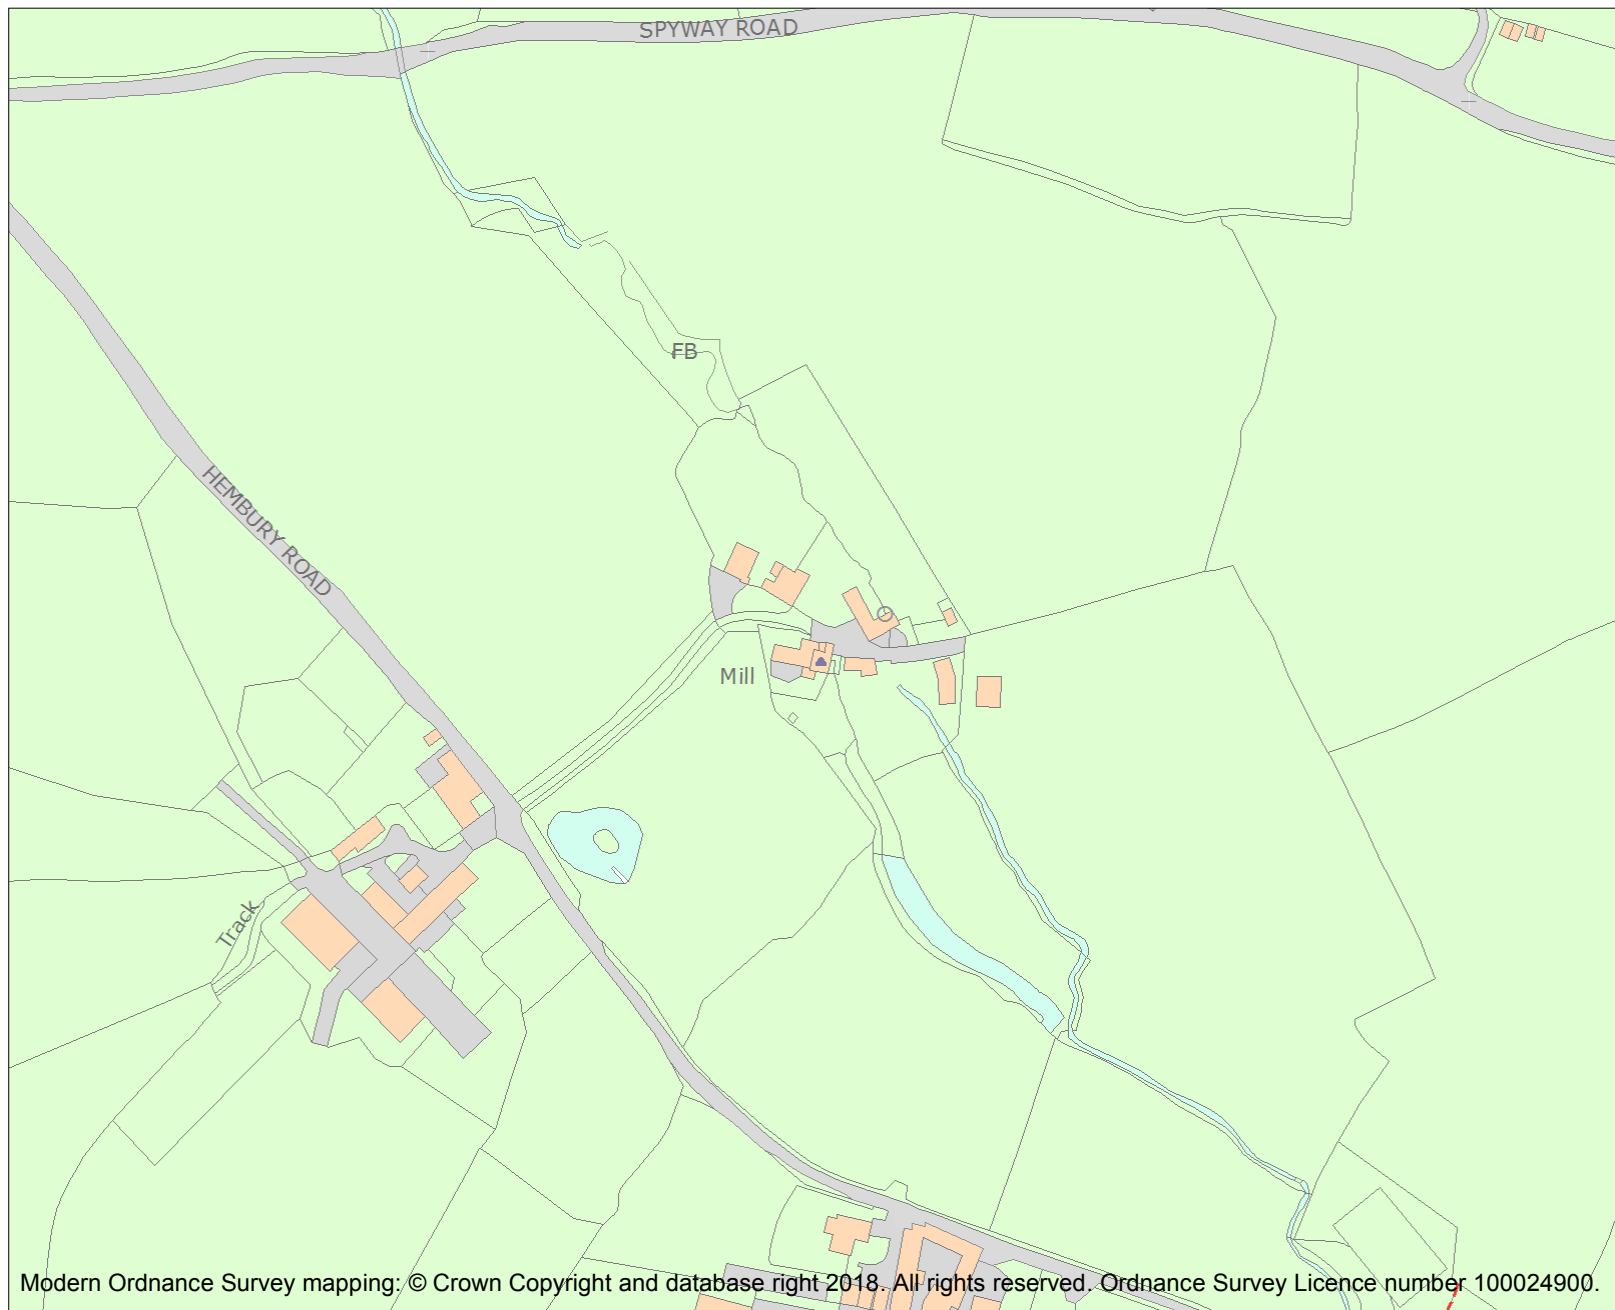 SPYWAY ROAD
FB
HEMBURY ROAD
Mill
Track
Modern Ordnance Survey mapping: © Crown Copyright and database right 2018. All rights reserved. Ordnance Survey Licence number 100024900.